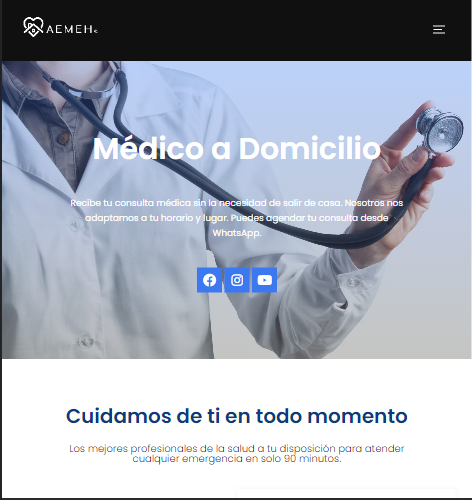 AEMEH
Médico a Domicilio
Recibe tu consulta médica sin la necesidad de salir de casa. Nosotros nos
adaptamos a tu horario y lugar. Puedes agendar tu consulta desde
WhatsApp.
Cuidamos de ti en todo momento
Los mejores profesionales de la salud a tu disposición para atender
cualquier emergencia en solo 90 minutos.